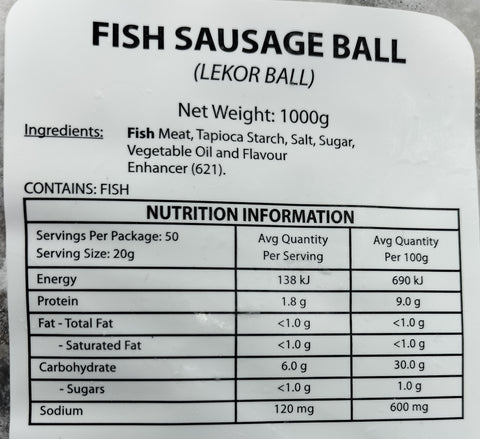 FISH SAUSAGE BALL
(LEKOR BALL)
Net Weight: 1000g
Ingredients: Fish Meat, Tapioca Starch, Salt, Sugar,
Vegetable Oil and Flavour
Enhancer (621).
CONTAINS: FISH
NUTRITION INFORMATION
Servings Per Package: 50
Serving Size: 20g
Avg Quantity
Per Serving
Avg Quantity
Per 100g
Energy 138 kJ 690 kJ
Protein 1.8 g 9.0 g
Fat - Total Fat <1.0 g <1.0 g
- Saturated Fat <1.0 g <1.0 g
Carbohydrate 6.0 g 30.0 g
- Sugars <1.0 g 1.0 g
Sodium 120 mg 600 mg